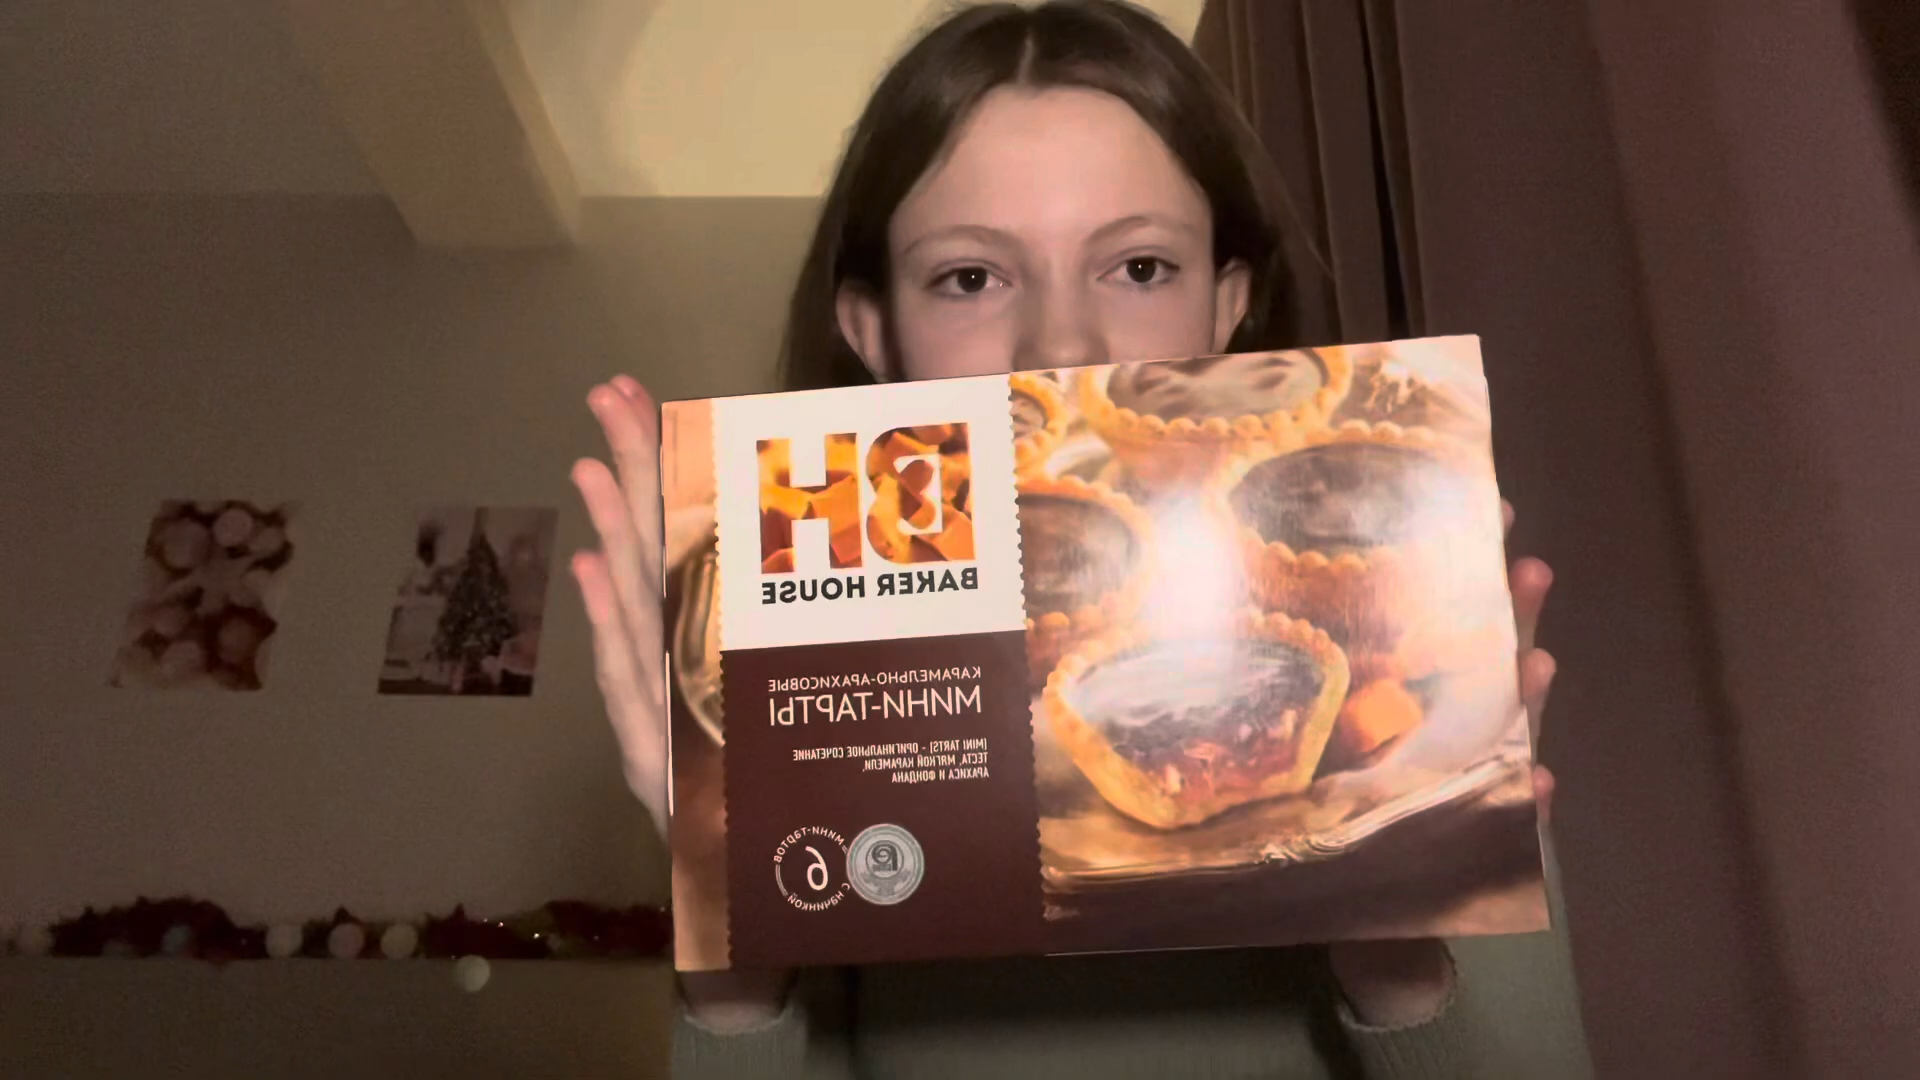 BH
BAKER HOUSE
КАРАМЕЛЬНО-АРАХИСОВЫЕ
МИНИ-ТАРТЫ
(MINI TARTS) - ОРИГИНАЛЬНОЕ СОЧЕТАНИЕ
ТЕСТА, МЯГКОЙ КАРАМЕЛИ,
АРАХИСА И ФОНДАНА
6
МИНИ-ТАРТОВ
С НАЧИНКОЙ